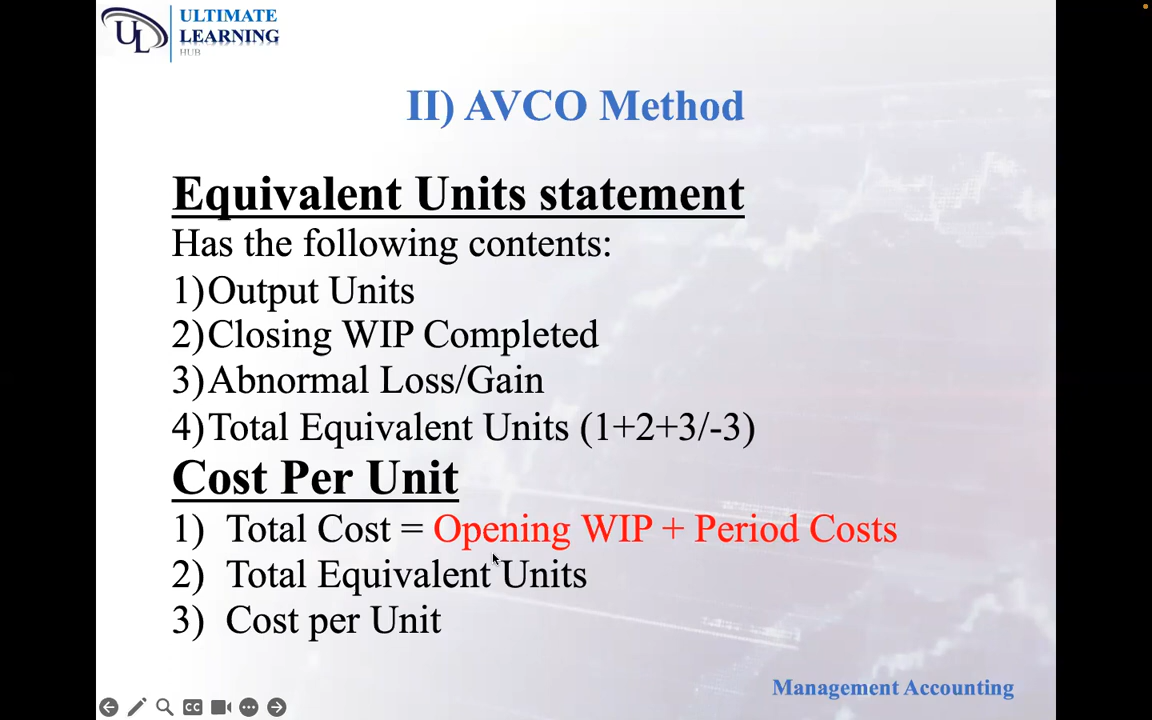 ULTIMATE
LEARNING
HUB
UL
II) AVCO Method
Equivalent Units statement
Has the following contents:
1)Output Units
2)Closing WIP Completed
3)Abnormal Loss/Gain
4)Total Equivalent Units (1+2+3/-3)
Cost Per Unit
1) Total Cost = Opening WIP + Period Costs
2) Total Equivalent Units
3) Cost per Unit
Management Accounting
CC